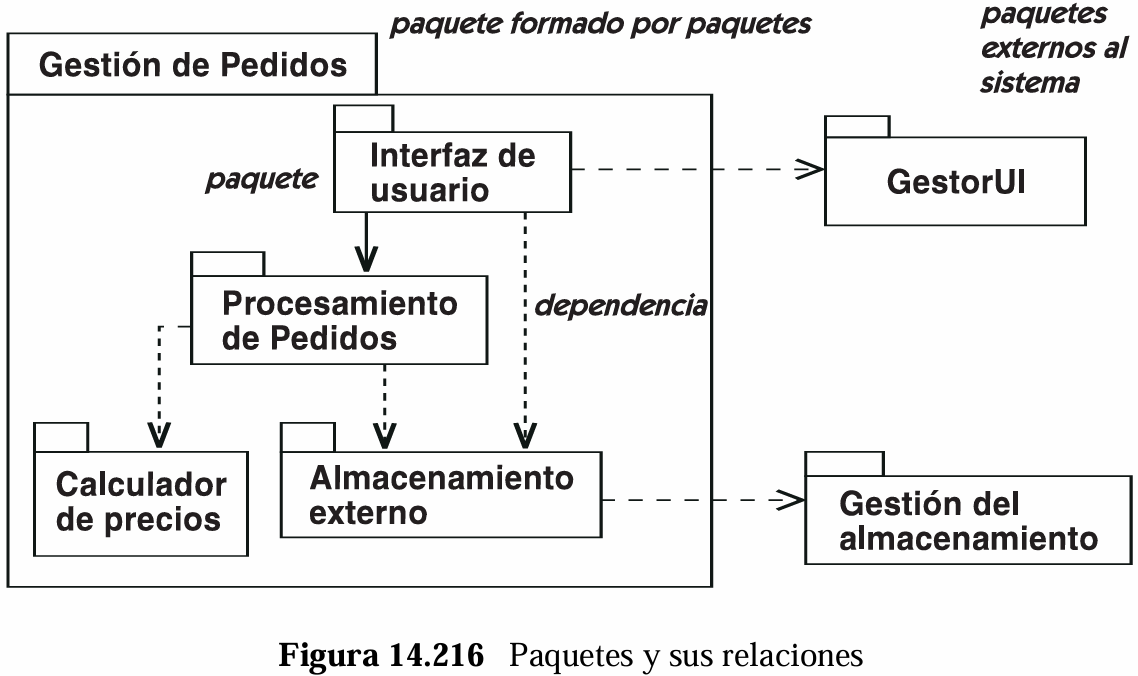 paquete formado por paquetes
paquetes
externos al
sistema
Gestión de Pedidos
Interfaz de
usuario
paquete
GestorUI
Procesamiento
de Pedidos
dependencia
Calculador
de precios
Almacenamiento
externo
Gestión del
almacenamiento
Figura 14.216 Paquetes y sus relaciones